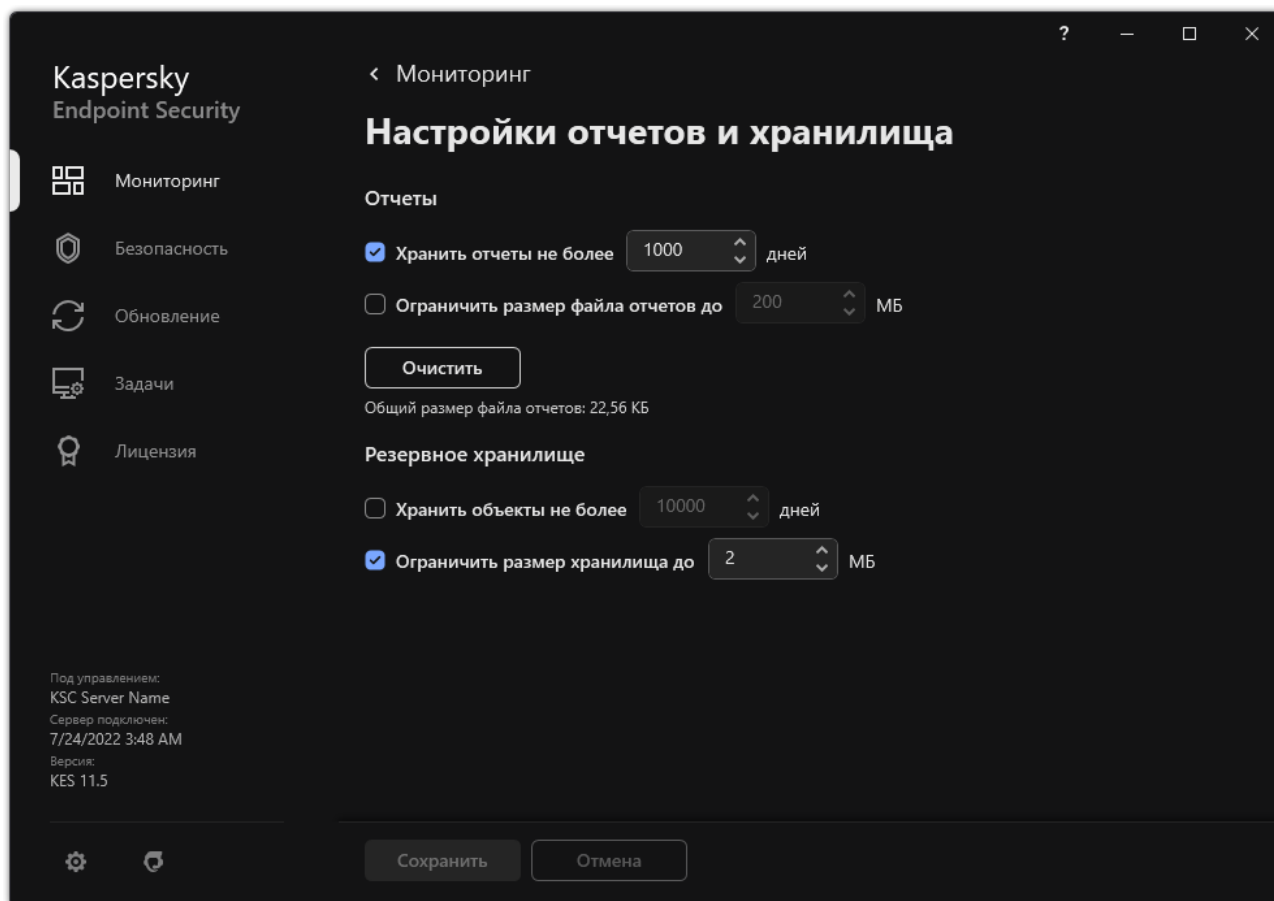 ?
Kaspersky
Endpoint Security
Мониторинг
Безопасность
Обновление
Задачи
Лицензия
Под управлением:
KSC Server Name
Сервер подключен:
7/24/2022 3:48 AM
Версия:
KES 11.5
Мониторинг
Настройки отчетов и хранилища
Отчеты
Хранить отчеты не более 1000 дней
Ограничить размер файла отчетов до 200 МБ
Очистить
Общий размер файла отчетов: 22,56 КБ
Резервное хранилище
Хранить объекты не более 10000 дней
Ограничить размер хранилища до 2 МБ
Сохранить Отмена